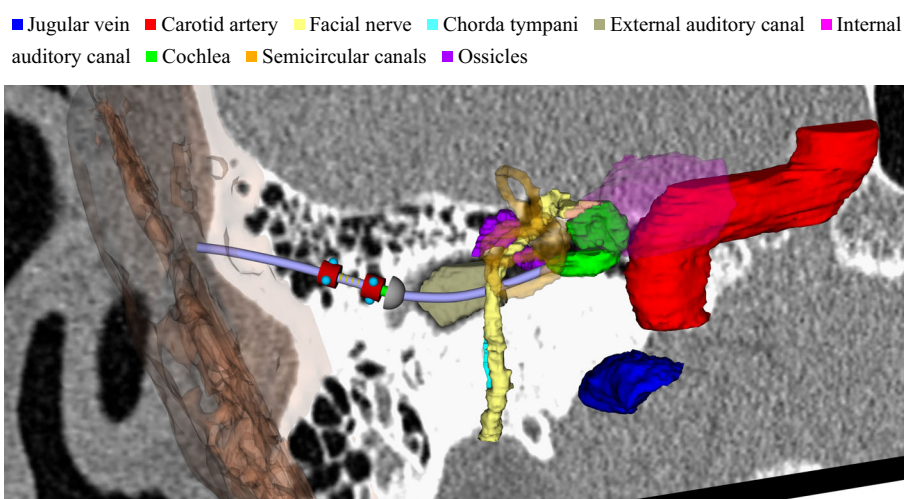 Jugular vein Carotid artery Facial nerve Chorda tympani External auditory canal Internal
auditory canal Cochlea Semicircular canals Ossicles